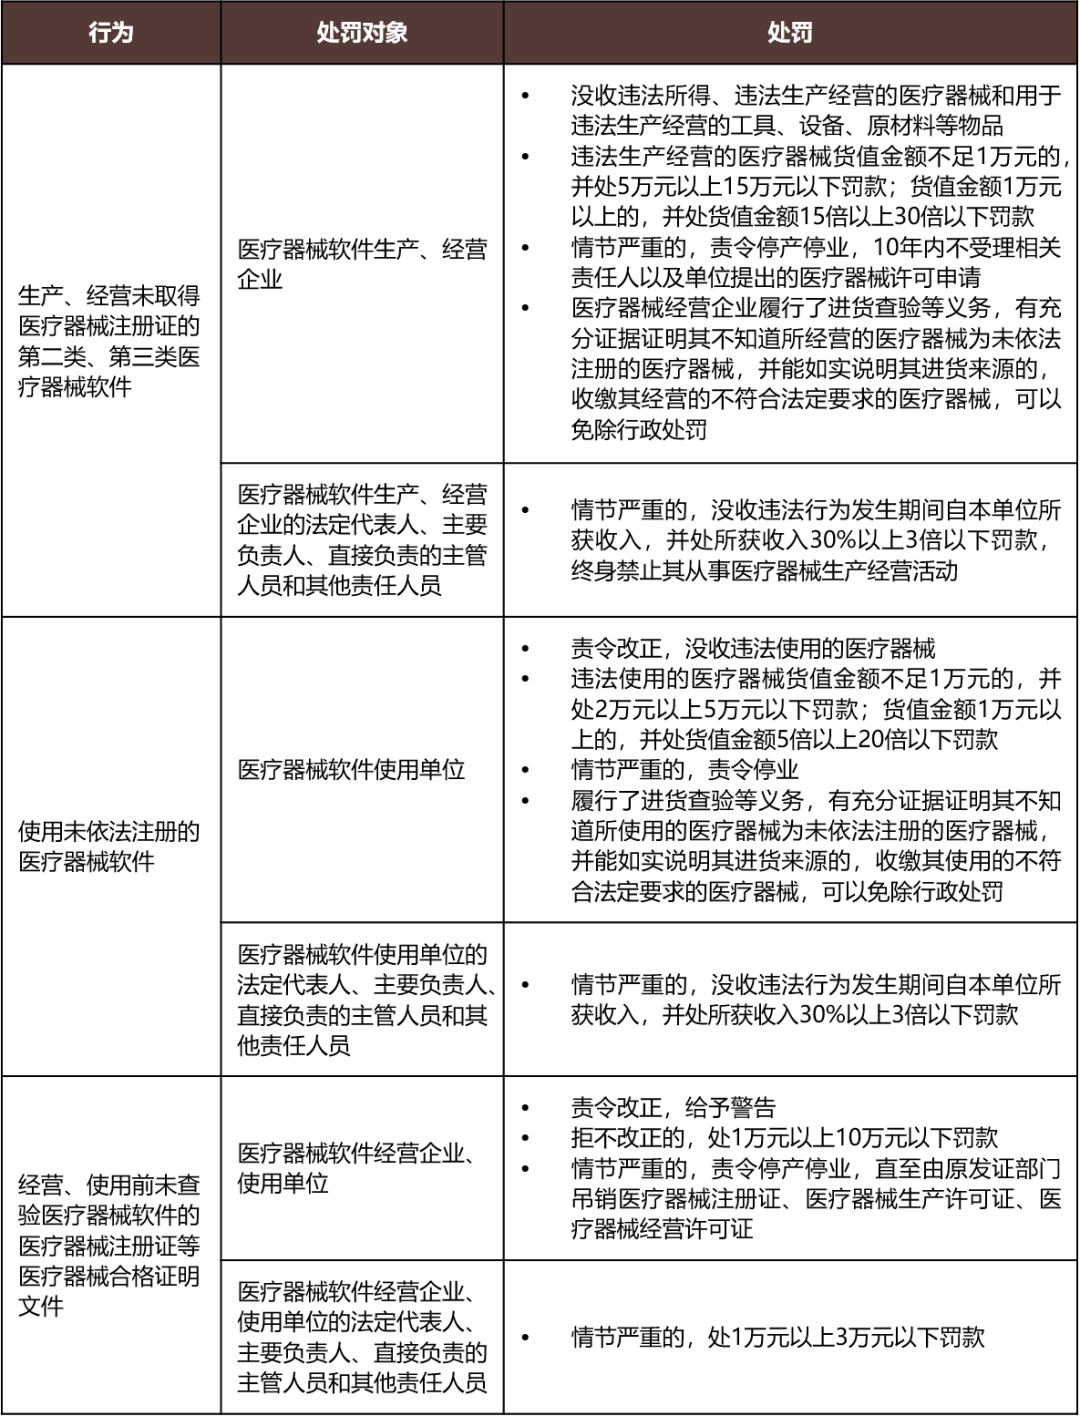 行为
处罚对象
处罚
生产、经营未取得
医疗器械注册证的
第二类、第三类医
疗器械软件
医疗器械软件生产、经营
企业
• 没收违法所得、违法生产经营的医疗器械和用于
违法生产经营的工具、设备、原材料等物品
• 违法生产经营的医疗器械货值金额不足1万元的，
并处5万元以上15万元以下罚款；货值金额1万元
以上的，并处货值金额15倍以上30倍以下罚款
• 情节严重的，责令停产停业，10年内不受理相关
责任人以及单位提出的医疗器械许可申请
• 医疗器械经营企业履行了进货查验等义务，有充
分证据证明其不知道所经营的医疗器械为未依法
注册的医疗器械，并能如实说明其进货来源的，
收缴其经营的不符合法定要求的医疗器械，可以
免除行政处罚
医疗器械软件生产、经营
企业的法定代表人、主要
负责人、直接负责的主管
人员和其他责任人员
• 情节严重的，没收违法行为发生期间自本单位所
获收入，并处所获收入30%以上3倍以下罚款，
终身禁止其从事医疗器械生产经营活动
使用未依法注册的
医疗器械软件
医疗器械软件使用单位
• 责令改正，没收违法使用的医疗器械
• 违法使用的医疗器械货值金额不足1万元的，并
处2万元以上5万元以下罚款；货值金额1万元以
上的，并处货值金额5倍以上20倍以下罚款
• 情节严重的，责令停业
• 履行了进货查验等义务，有充分证据证明其不知
道所使用的医疗器械为未依法注册的医疗器械，
并能如实说明其进货来源的，收缴其使用的不符
合法定要求的医疗器械，可以免除行政处罚
医疗器械软件使用单位的
法定代表人、主要负责人、
直接负责的主管人员和其
他责任人员
• 情节严重的，没收违法行为发生期间自本单位所
获收入，并处所获收入30%以上3倍以下罚款
经营、使用前未查
验医疗器械软件的
医疗器械注册证等
医疗器械合格证明
文件
医疗器械软件经营企业、
使用单位
• 责令改正，给予警告
• 拒不改正的，处1万元以上10万元以下罚款
• 情节严重的，责令停产停业，直至由原发证部门
吊销医疗器械注册证、医疗器械生产许可证、医
疗器械经营许可证
医疗器械软件经营企业、
使用单位的法定代表人、
主要负责人、直接负责的
主管人员和其他责任人员
• 情节严重的，处1万元以上3万元以下罚款